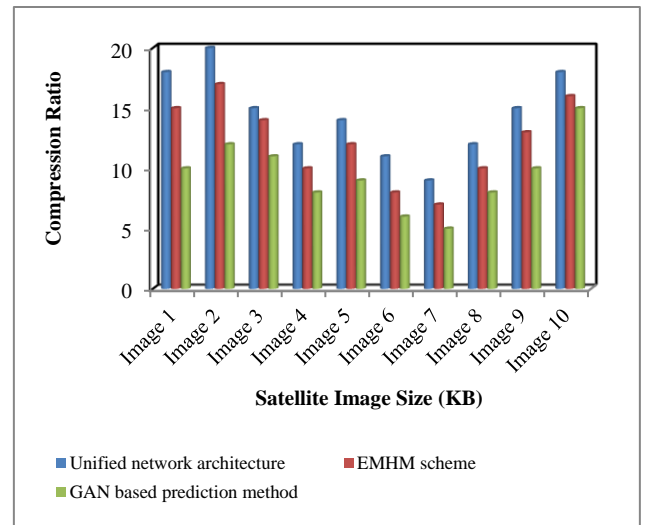 20
15
10
5
0
Compression Ratio
Image 1
Image 2
Image 3
Image 4
Image 5
Image 6
Image 7
Image 8
Image 9
Image 10
Satellite Image Size (KB)
Unified network architecture
EMHM scheme
GAN based prediction method